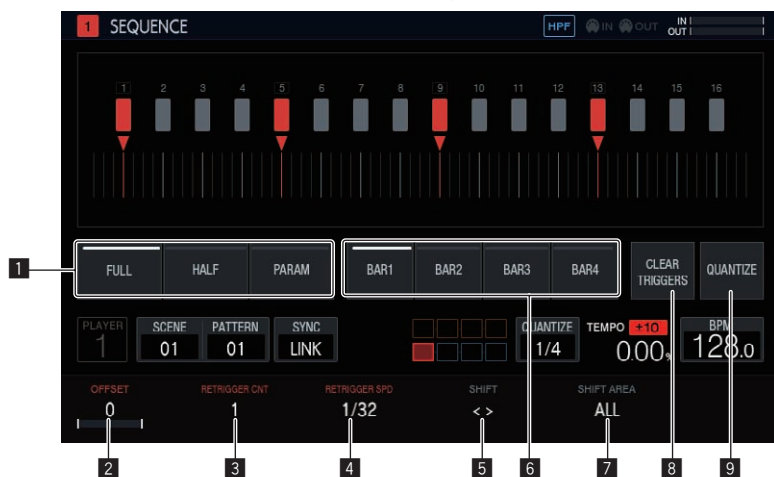 1 SEQUENCE HPF IN OUT IN
OUT
1 2 3 4 5 6 7 8 9 10 11 12 13 14 15 16
1 FULL HALF PARAM BAR1 BAR2 BAR3 BAR4 CLEAR TRIGGERS QUANTIZE
PLAYER SCENE PATTERN SYNC QUANTIZE TEMPO +10 BPM
1 01 01 LINK 1/4 0.00% 128.0
OFFSET RETRIGGER CNT RETRIGGER SPD SHIFT SHIFT AREA
0 1 1/32 <> ALL
2 3 4 5 6 7 8 9